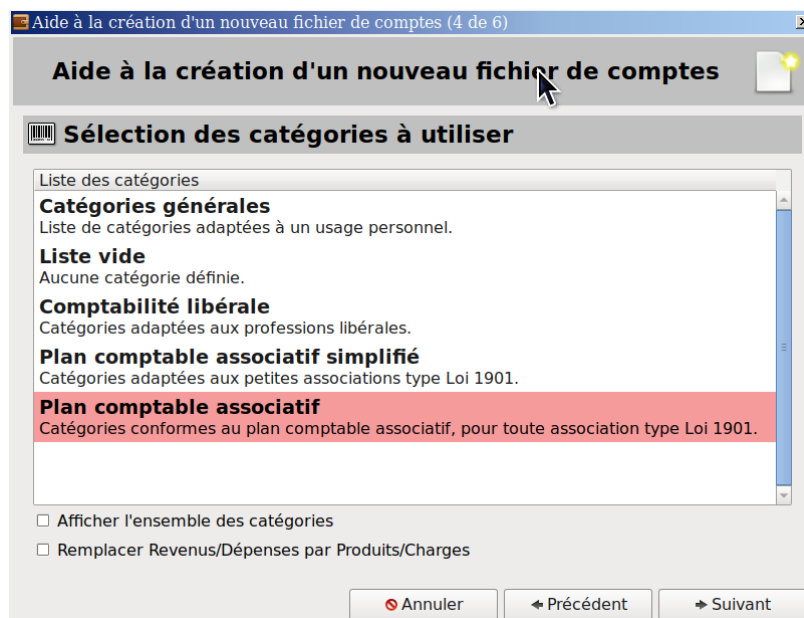 Aide à la création d'un nouveau fichier de comptes (4 de 6)
Aide à la création d'un nouveau fichier de comptes
Sélection des catégories à utiliser
Liste des catégories
Catégories générales
Liste de catégories adaptées à un usage personnel.
Liste vide
Aucune catégorie définie.
Comptabilité libérale
Catégories adaptées aux professions libérales.
Plan comptable associatif simplifié
Catégories adaptées aux petites associations type Loi 1901.
Plan comptable associatif
Catégories conformes au plan comptable associatif, pour toute association type Loi 1901.
Afficher l'ensemble des catégories
Remplacer Revenus/Dépenses par Produits/Charges
Annuler Précédent Suivant